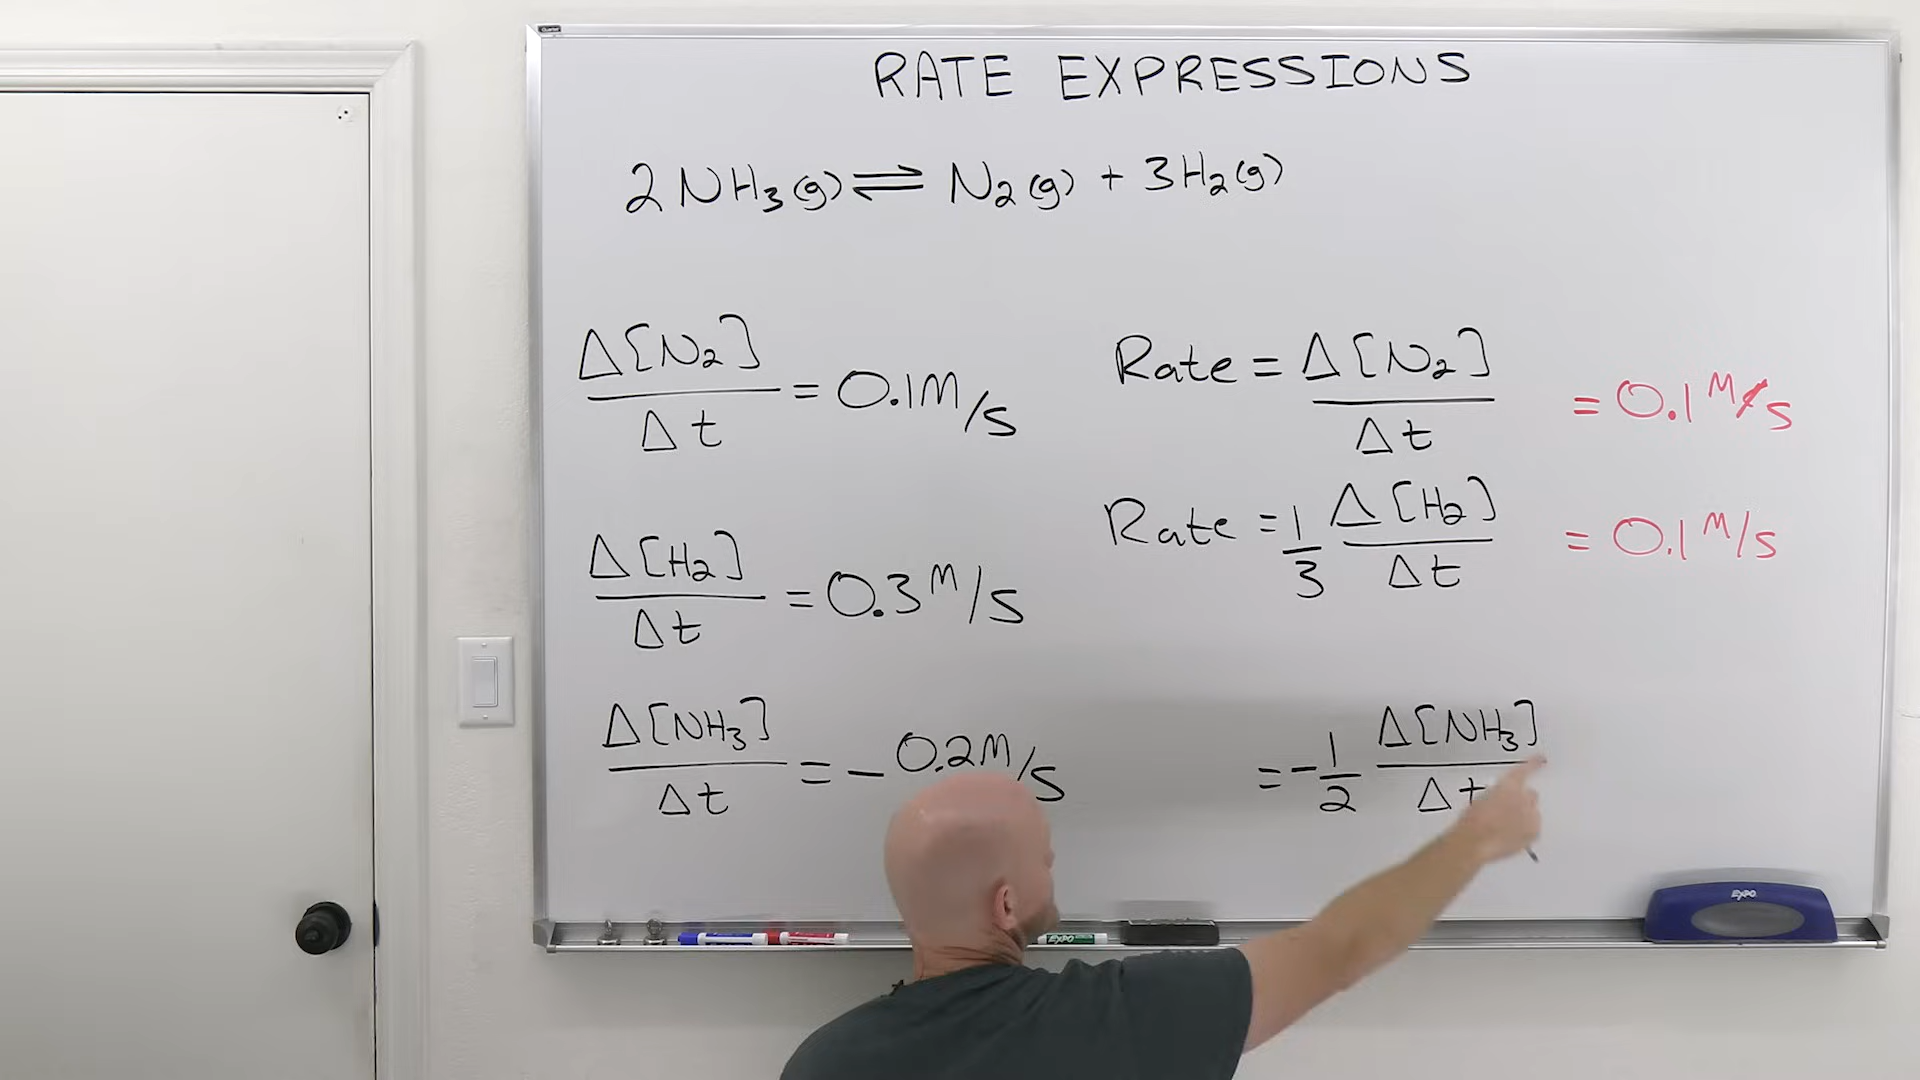 RATE EXPRESSIONS
2NH₃(g) ⇌ N₂(g) + 3H₂(g)
Δ[N₂]/Δt = 0.1M/s
Rate = Δ[N₂]/Δt = 0.1 M/s
Δ[H₂]/Δt = 0.3 M/s
Rate = 1/3 Δ[H₂]/Δt = 0.1 M/s
Δ[NH₃]/Δt = -0.2M/s
= -1/2 Δ[NH₃]/Δt
EXPO
EXPO